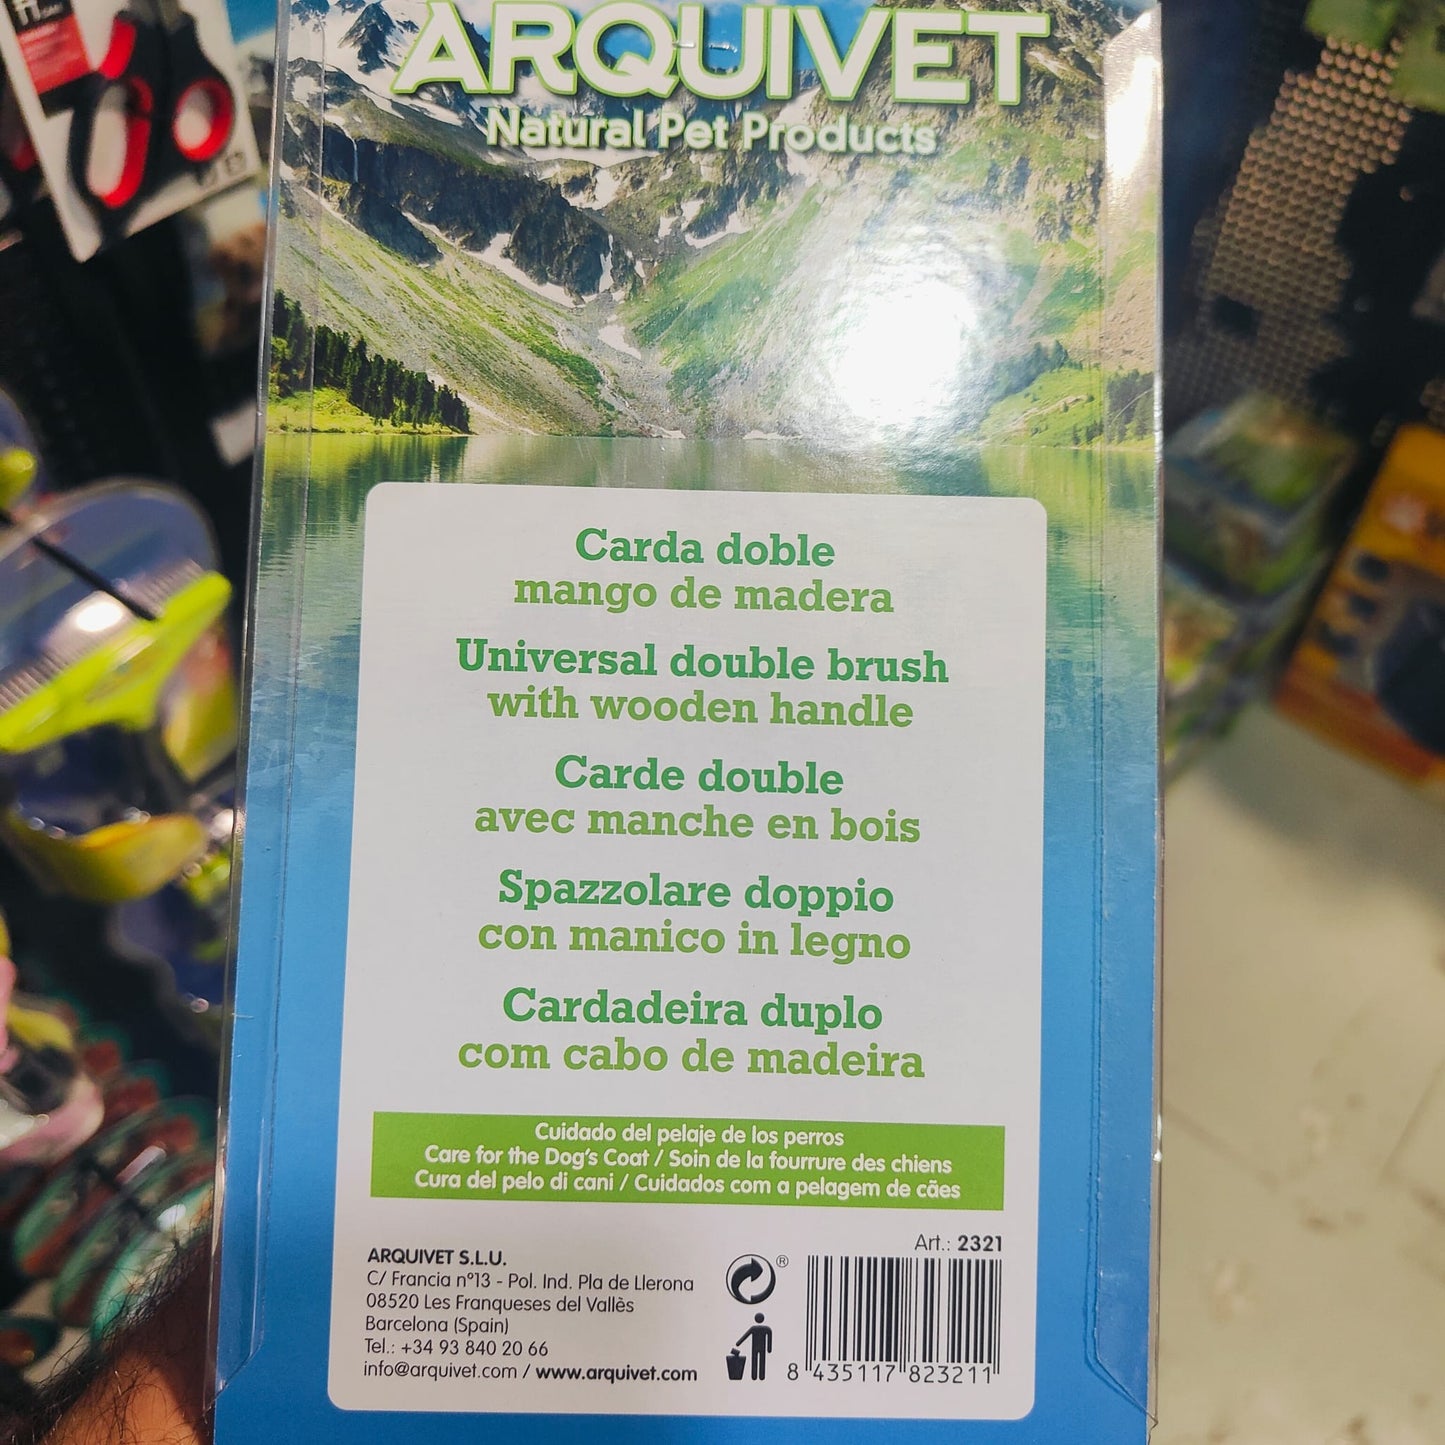 ARQUIVET
Natural Pet Products
Carda doble
mango de madera
Universal double brush
with wooden handle
Carde double
avec manche en bois
Spazzolare doppio
con manico in legno
Cardadeira duplo
com cabo de madeira
Cuidado del pelaje de los perros
Care for the Dog's Coat / Soin de la fourrure des chiens
Cura del pelo di cani / Cuidados com a pelagem de cães
Art.: 2321
ARQUIVET S.L.U.
C/ Francia nº13 - Pol. Ind. Pla de Llerona
08520 Les Franqueses del Vallès
Barcelona (Spain)
Tel.: +34 93 840 20 66
info@arquivet.com / www.arquivet.com
®
8 435117 823211